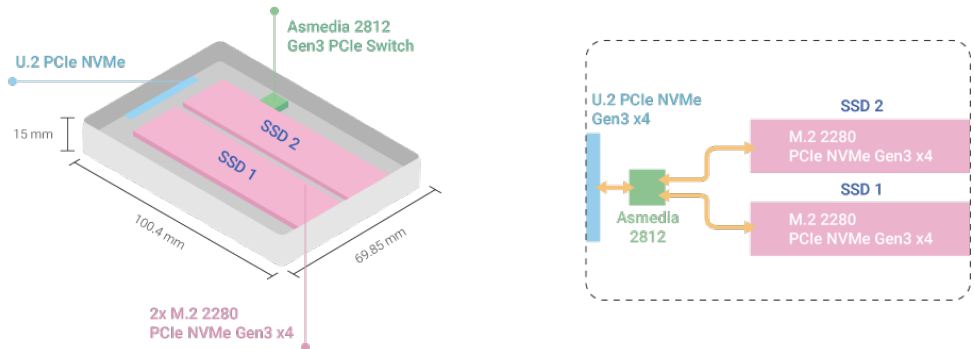 Asmedia 2812
Gen3 PCIe Switch
U.2 PCIe NVMe
15 mm
SSD 2
SSD 1
100.4 mm
69.85 mm
2x M.2 2280
PCIe NVMe Gen3 x4
U.2 PCIe NVMe
Gen3 x4
SSD 2
M.2 2280
PCIe NVMe Gen3 x4
SSD 1
M.2 2280
PCIe NVMe Gen3 x4
Asmedia
2812